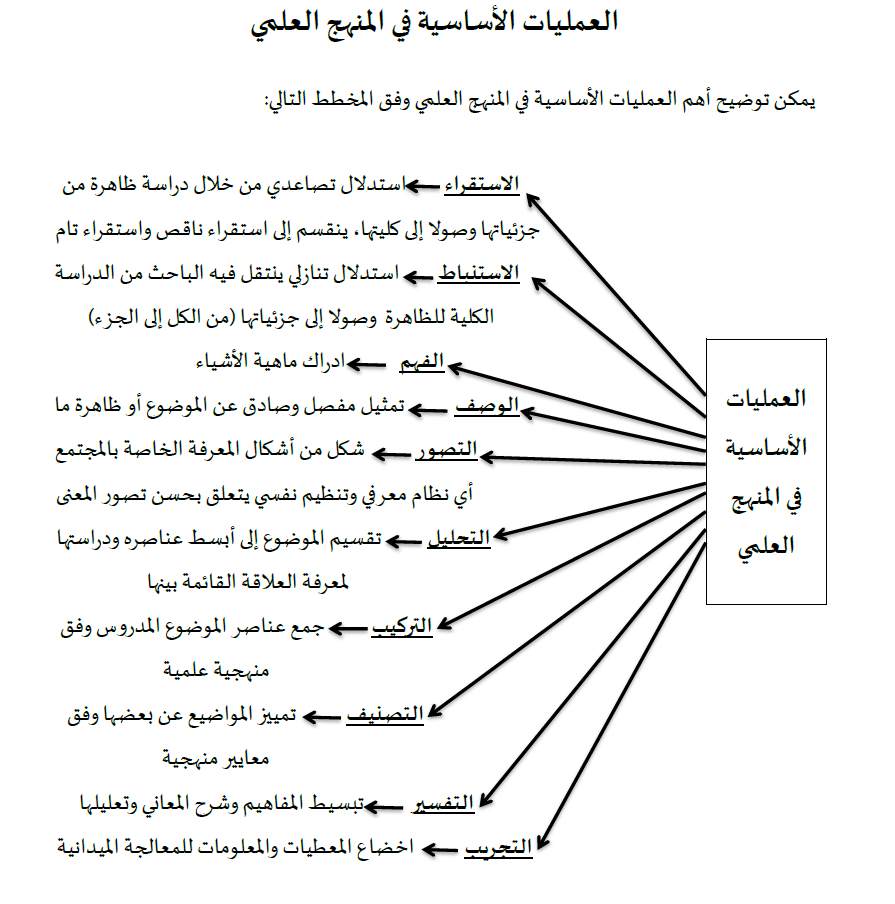 العمليات الأساسية في المنهج العلمي
يمكن توضيح أهم العمليات الأساسية في المنهج العلمي وفق المخطط التالي:
العمليات
الأساسية
في المنهج
العلمي
الاستقراء استدلال تصاعدي من خلال دراسة ظاهرة من
جزئياتها وصولا إلى كليتها، ينقسم إلى استقراء ناقص واستقراء تام
الاستنباط استدلال تنازلي ينتقل فيه الباحث من الدراسة
الكلية للظاهرة وصولا إلى جزئياتها (من الكل إلى الجزء)
الفهم ادراك ماهية الأشياء
الوصف تمثيل مفصل وصادق عن الموضوع أو ظاهرة ما
التصور شكل من أشكال المعرفة الخاصة بالمجتمع
أي نظام معرفي وتنظيم نفسي يتعلق بحسن تصور المعنى
التحليل تقسيم الموضوع إلى أبسط عناصره ودراستها
لمعرفة العلاقة القائمة بينها
التركيب جمع عناصر الموضوع المدروس وفق
منهجية علمية
التصنيف تمييز المواضيع عن بعضها وفق
معايير منهجية
التفسير تبسيط المفاهيم وشرح المعاني وتعليلها
التجريب اخضاع المعطيات والمعلومات للمعالجة الميدانية